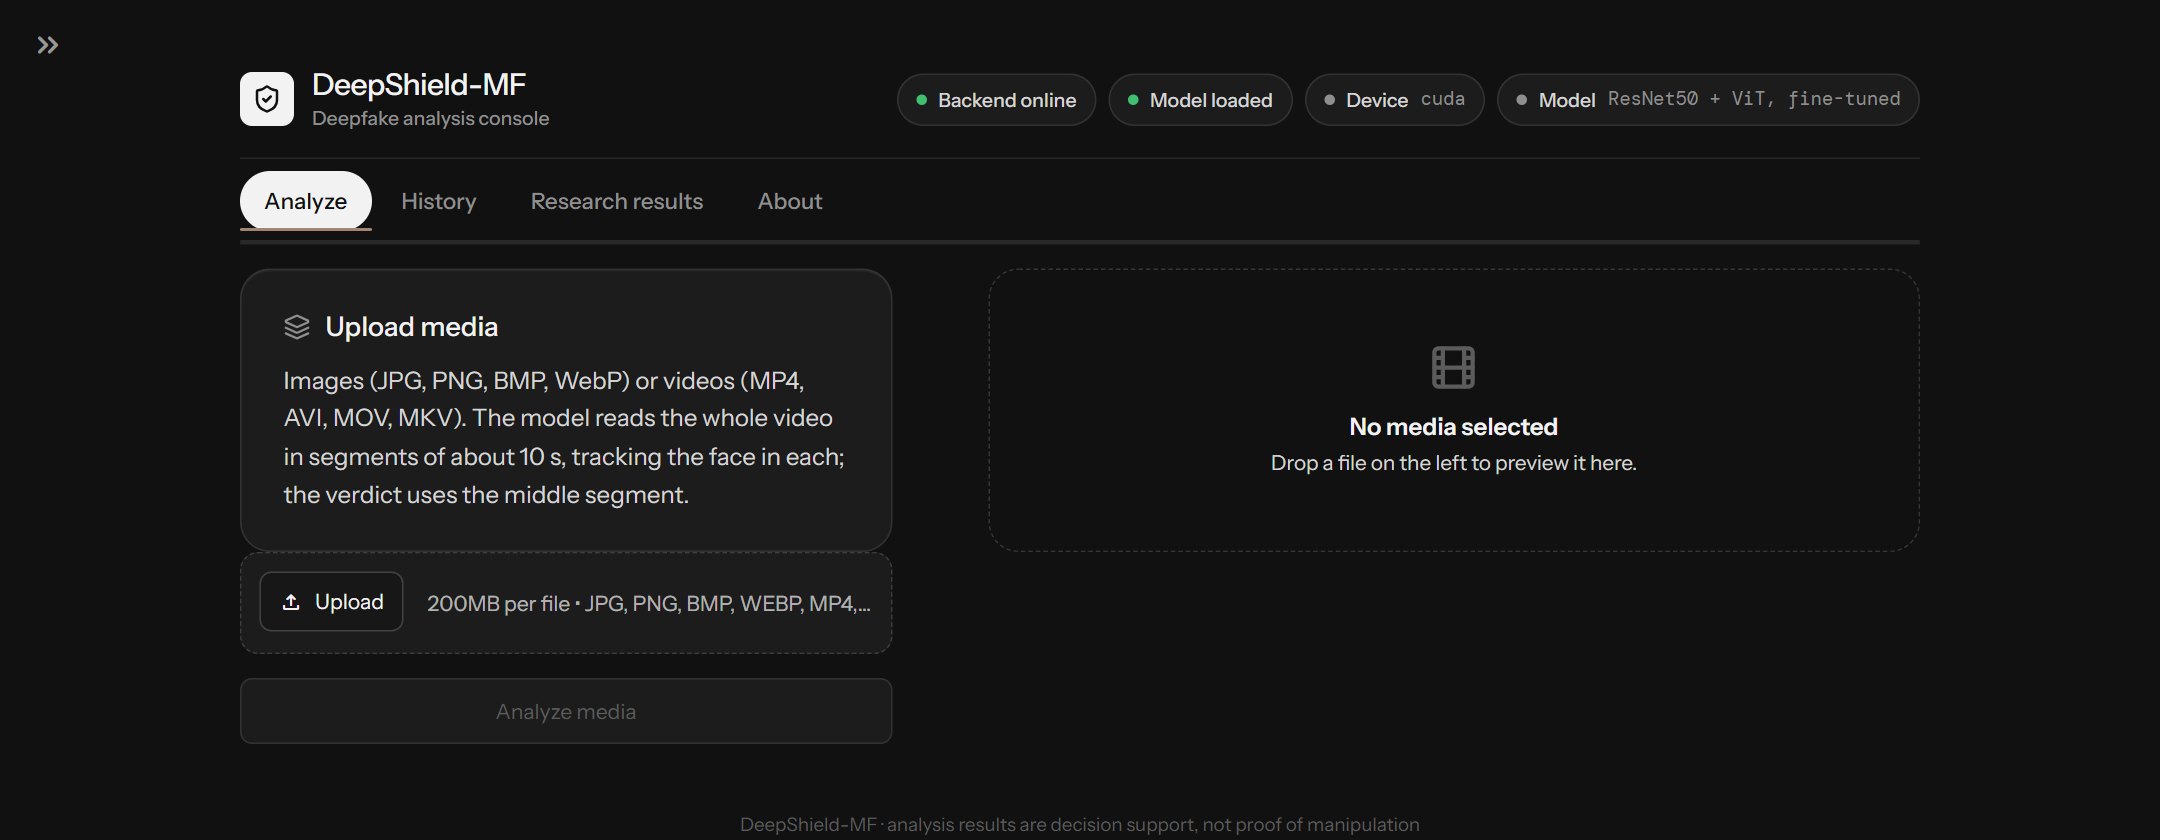 DeepShield-MF
Deepfake analysis console
Backend online
Model loaded
Device cuda
Model ResNet50 + ViT, fine-tuned
Analyze
History
Research results
About
Upload media
Images (JPG, PNG, BMP, WebP) or videos (MP4,
AVI, MOV, MKV). The model reads the whole video
in segments of about 10 s, tracking the face in each;
the verdict uses the middle segment.
Upload
200MB per file • JPG, PNG, BMP, WEBP, MP4,...
Analyze media
No media selected
Drop a file on the left to preview it here.
DeepShield-MF · analysis results are decision support, not proof of manipulation